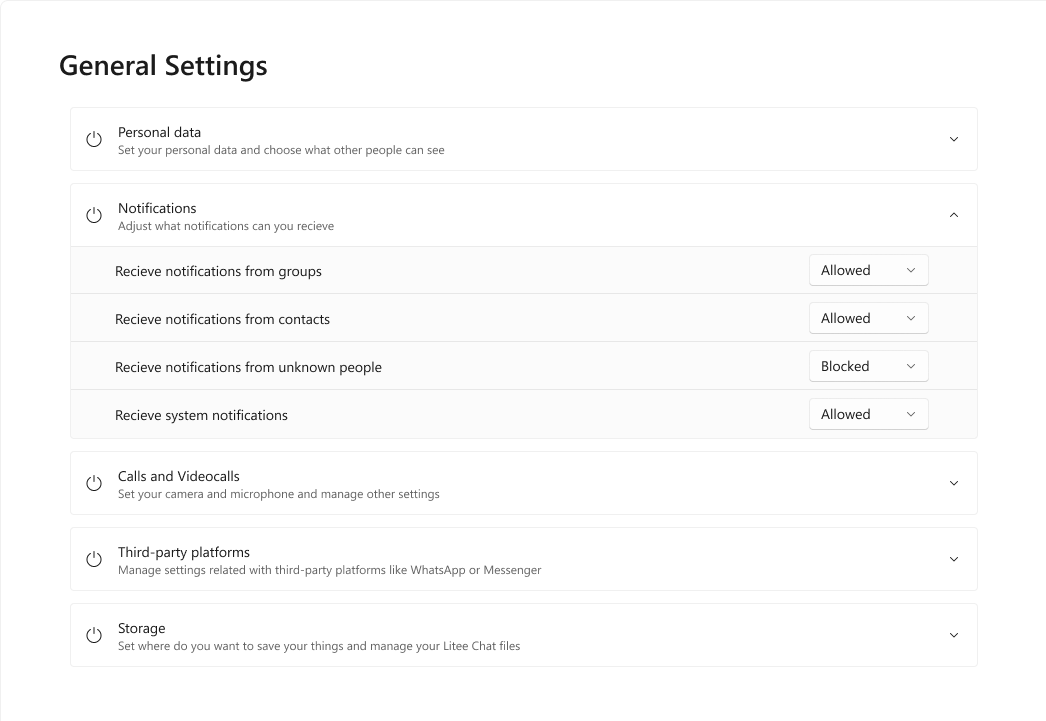 General Settings
Personal data
Set your personal data and choose what other people can see
Notifications
Adjust what notifications can you recieve
Recieve notifications from groups
Allowed
Recieve notifications from contacts
Allowed
Recieve notifications from unknown people
Blocked
Recieve system notifications
Allowed
Calls and Videocalls
Set your camera and microphone and manage other settings
Third-party platforms
Manage settings related with third-party platforms like WhatsApp or Messenger
Storage
Set where do you want to save your things and manage your Litee Chat files